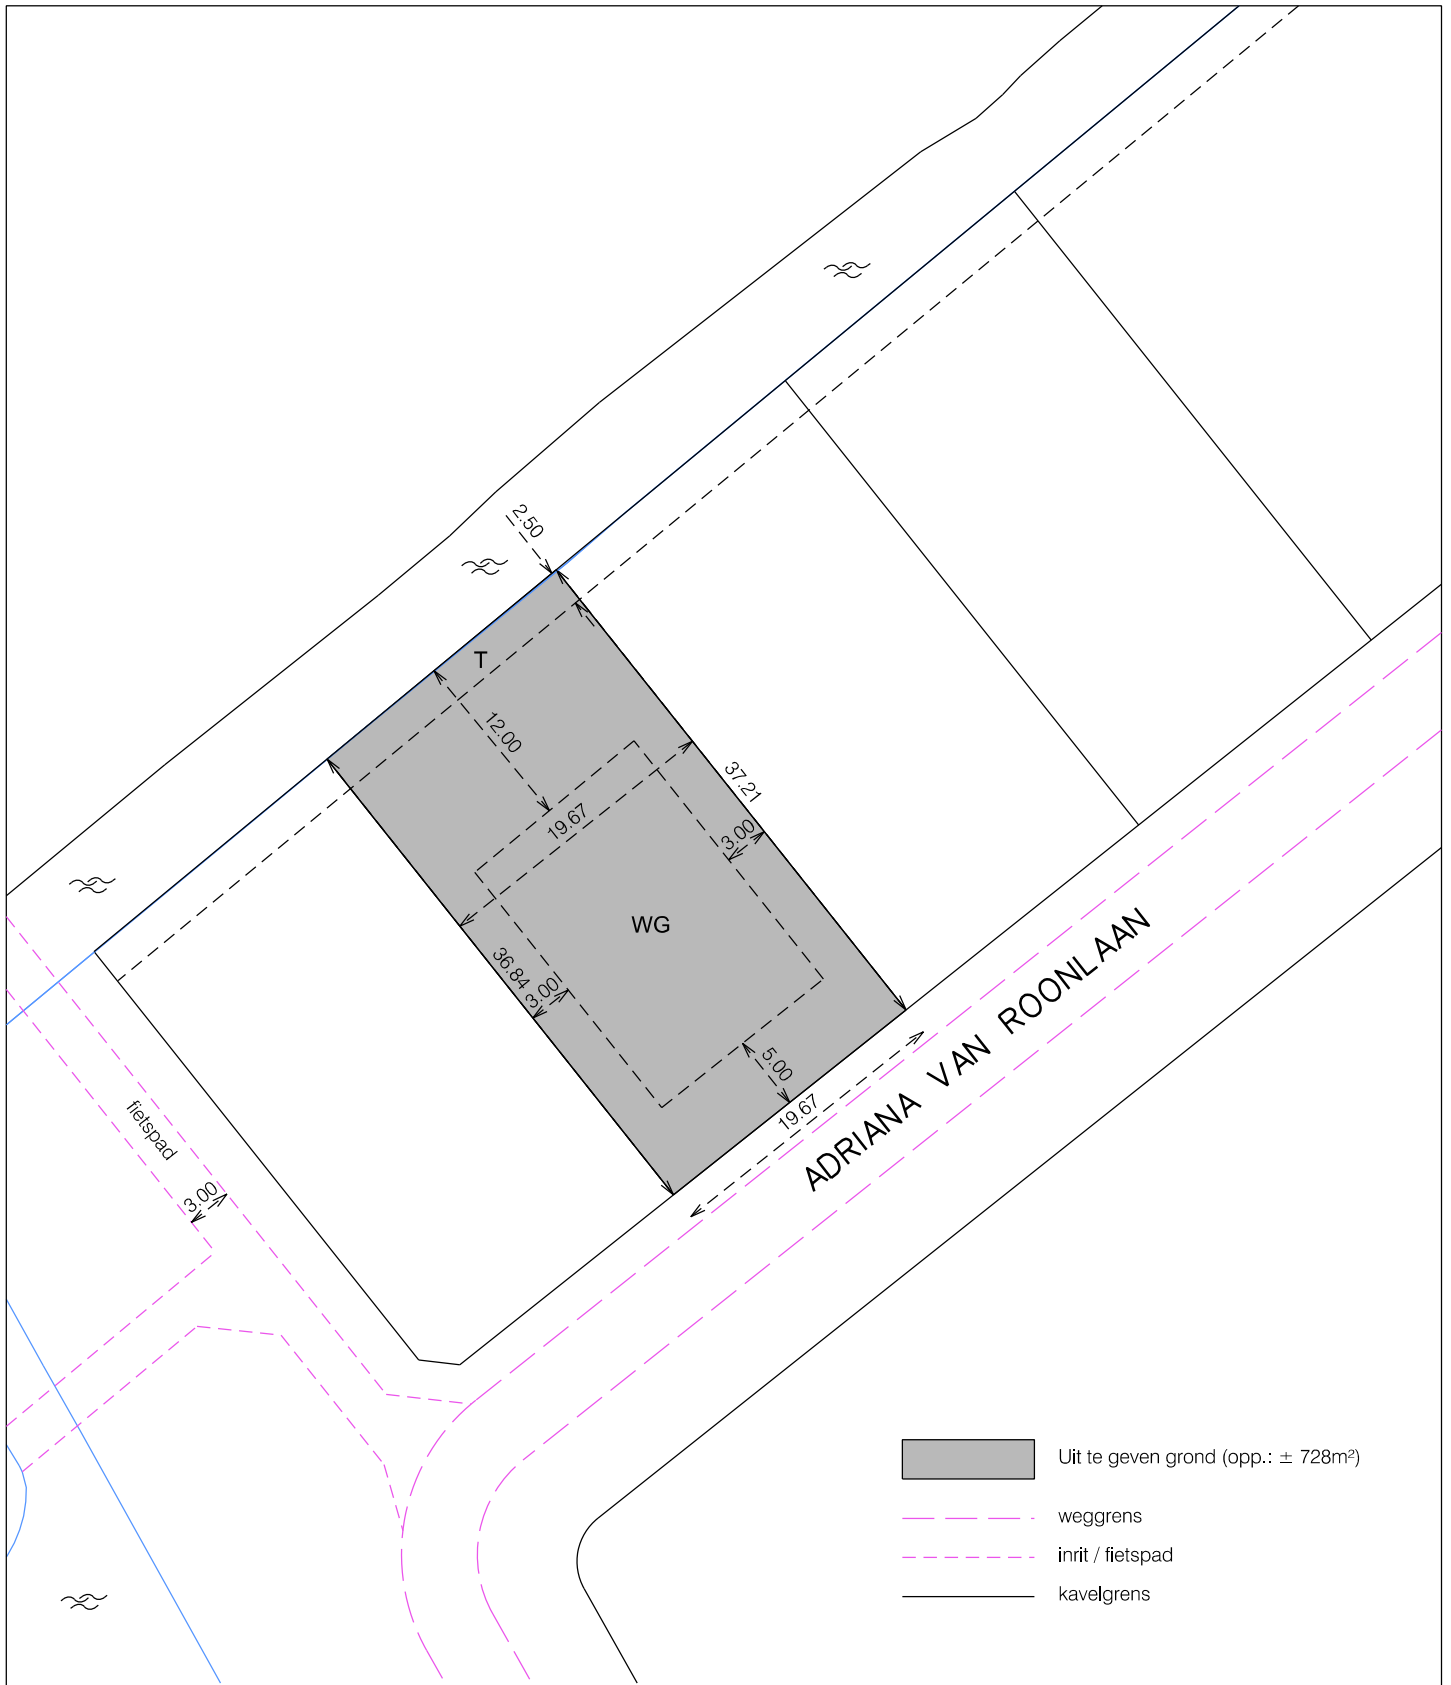 2.50
T
12.00
19.67
37.21
3.00
WG
36.84
3.00
5.00
19.67
ADRIANA VAN ROONLAAN
fietspad
3.00
Uit te geven grond (opp.: ± 728m²)
weggrens
inrit / fietspad
kavelgrens